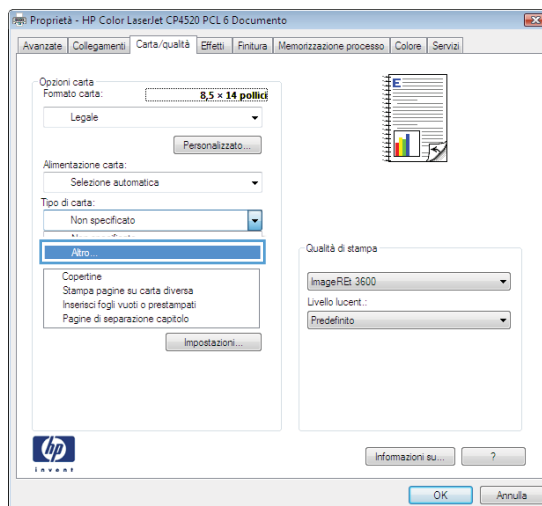 Proprietà - HP Color LaserJet CP4520 PCL 6 Documento
Avanzate Collegamenti Carta/qualità Effetti Finitura Memorizzazione processo Colore Servizi
Opzioni carta
Formato carta: 8,5 × 14 pollici
Legale
Personalizzato...
Alimentazione carta:
Selezione automatica
Tipo di carta:
Non specificato
Altro...
Copertine
Stampa pagine su carta diversa
Inserisci fogli vuoti o prestampati
Pagine di separazione capitolo
Impostazioni...
E
Qualità di stampa
ImageREt 3600
Livello lucent.:
Predefinito
hp
invent
Informazioni su... ?
OK Annulla